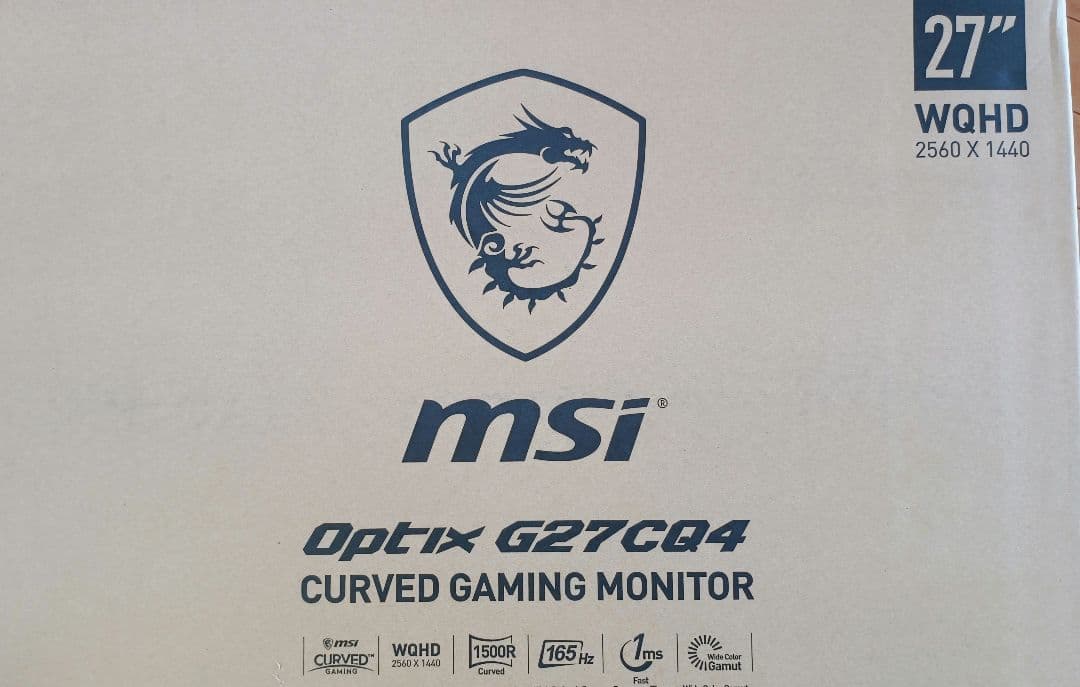 27"
WQHD
2560 X 1440
msi®
Optix G27CQ4
CURVED GAMING MONITOR
msi
CURVED™
GAMING
WQHD
2560 X 1440
1500R
Curved
165Hz
1ms
Fast
Wide Color
Gamut